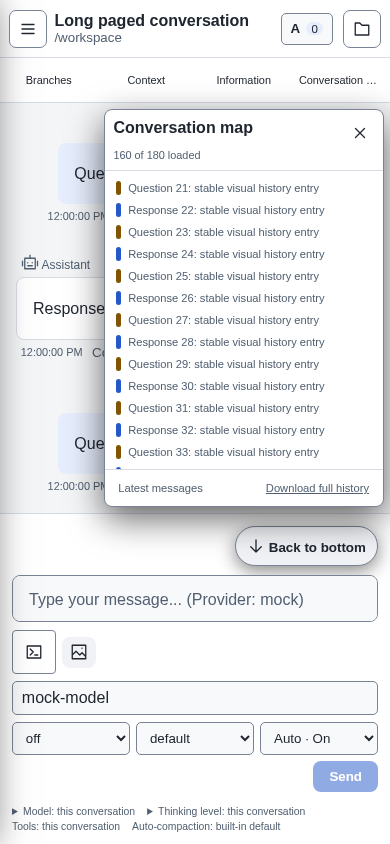 Long paged conversation
/workspace
A 0
Branches Context Information Conversation ...
Conversation map
160 of 180 loaded
Question 21: stable visual history entry
Response 22: stable visual history entry
Question 23: stable visual history entry
Response 24: stable visual history entry
Question 25: stable visual history entry
Response 26: stable visual history entry
Question 27: stable visual history entry
Response 28: stable visual history entry
Question 29: stable visual history entry
Response 30: stable visual history entry
Question 31: stable visual history entry
Response 32: stable visual history entry
Question 33: stable visual history entry
Latest messages Download full history
Que
12:00:00 PM
Assistant
Response
12:00:00 PM Co
Que
12:00:00 PM
Back to bottom
Type your message... (Provider: mock)
mock-model
off default Auto · On
Send
Model: this conversation Thinking level: this conversation
Tools: this conversation Auto-compaction: built-in default